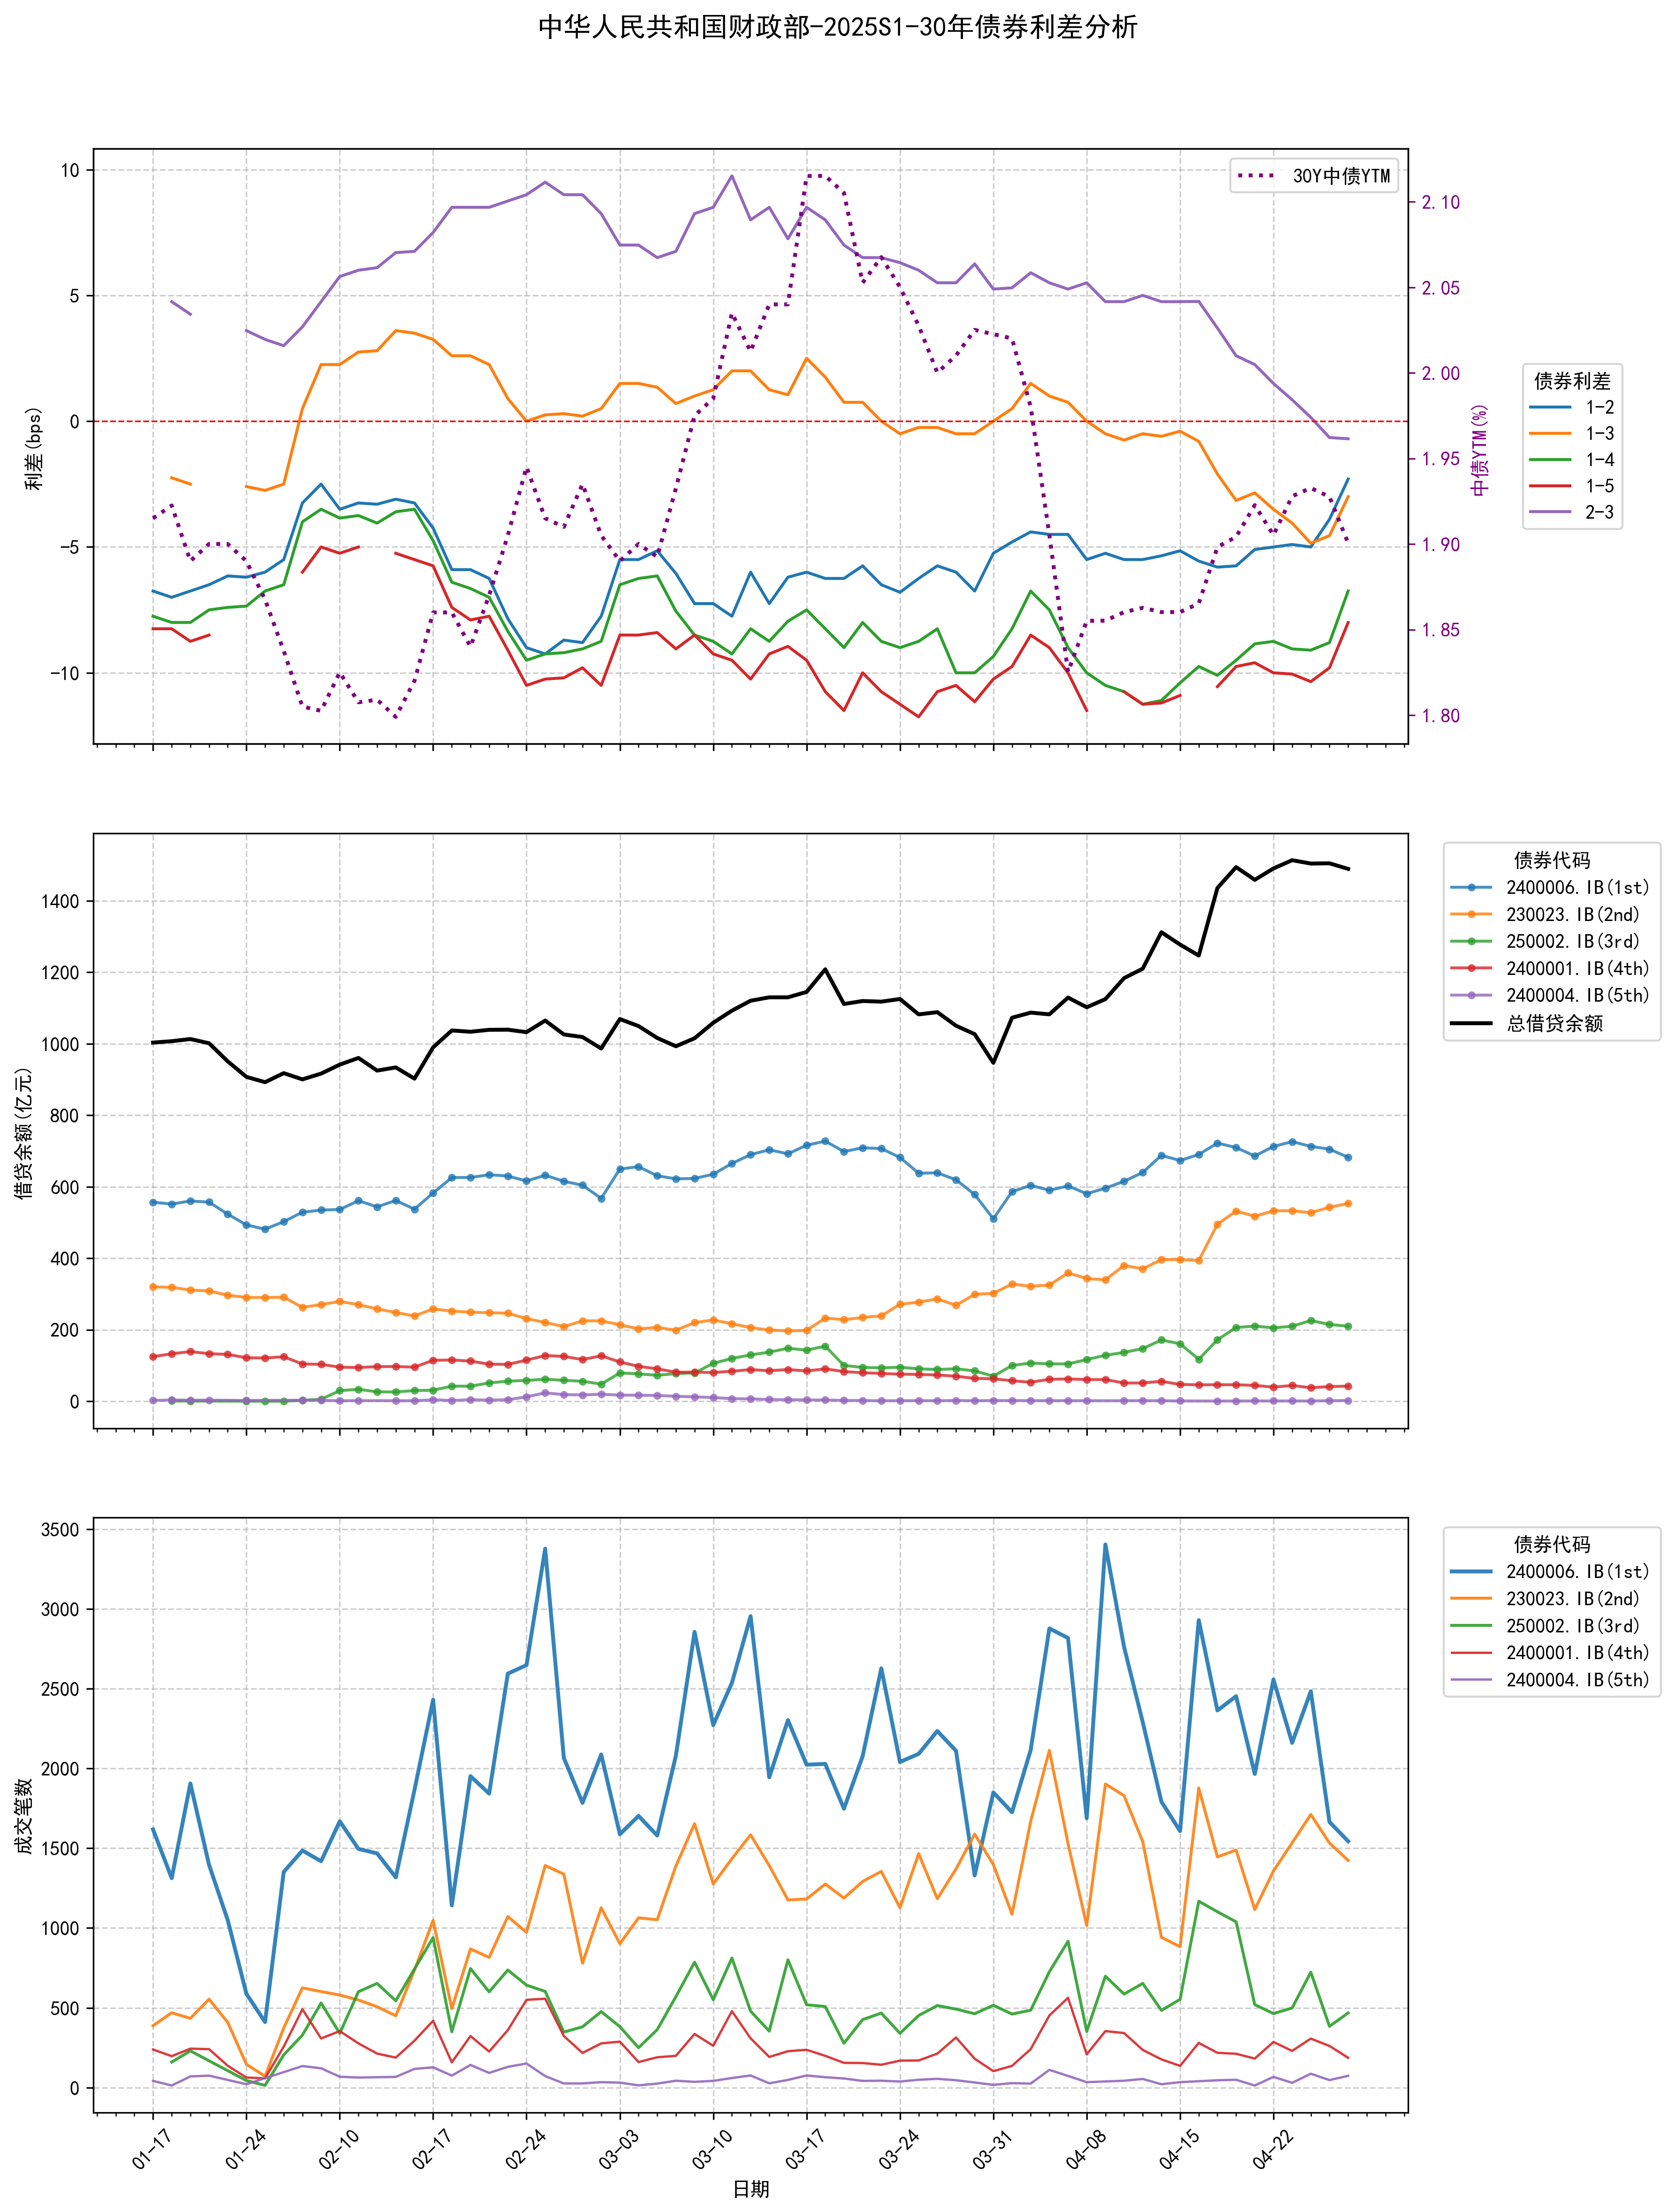 中华人民共和国财政部-2025S1-30年债券利差分析
10
5
0
-5
-10
利差(bps)
30Y中债YTM
2.10
2.05
2.00
1.95
1.90
1.85
1.80
中债YTM(%)
债券利差
1-2
1-3
1-4
1-5
2-3
1400
1200
1000
800
600
400
200
0
借贷余额(亿元)
债券代码
2400006.IB(1st)
230023.IB(2nd)
250002.IB(3rd)
2400001.IB(4th)
2400004.IB(5th)
总借贷余额
3500
3000
2500
2000
1500
1000
500
0
成交笔数
债券代码
2400006.IB(1st)
230023.IB(2nd)
250002.IB(3rd)
2400001.IB(4th)
2400004.IB(5th)
01-17
01-24
02-10
02-17
02-24
03-03
03-10
03-17
03-24
03-31
04-08
04-15
04-22
日期